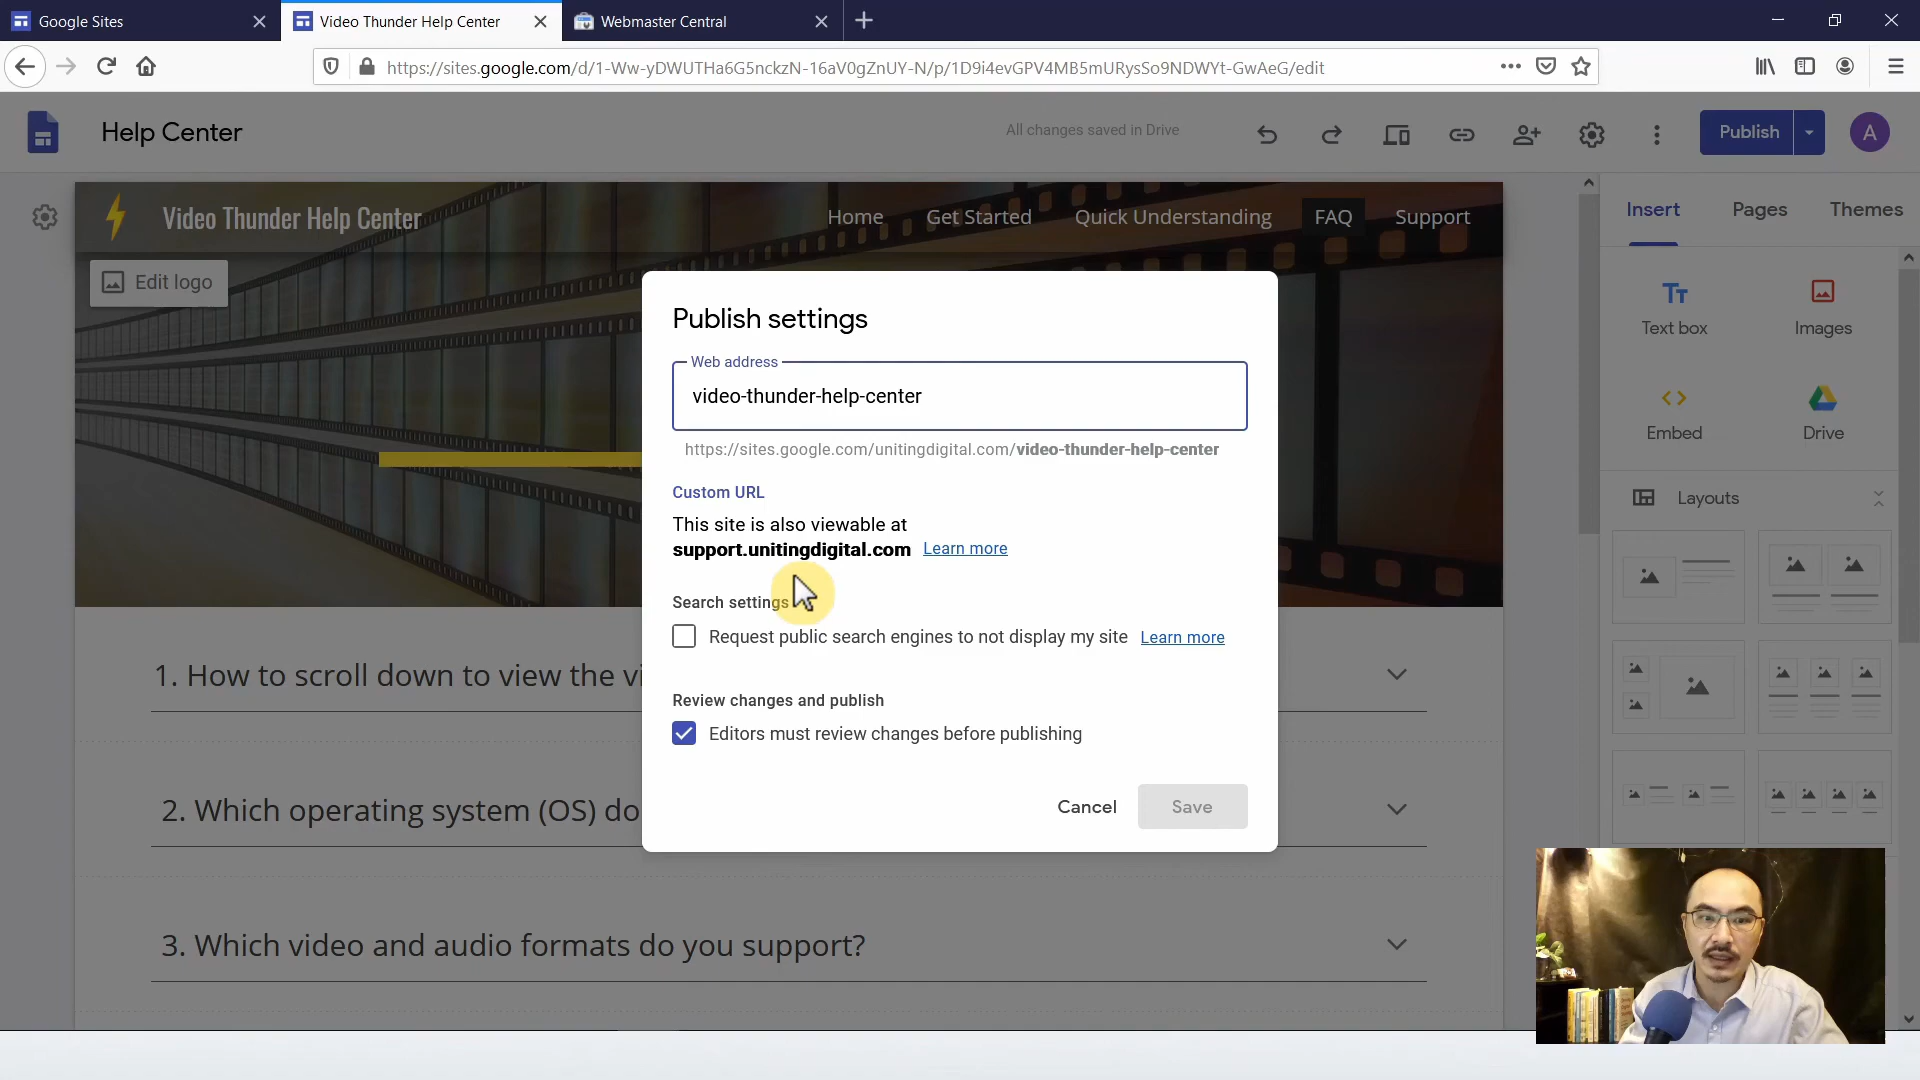 Google Sites
Video Thunder Help Center
Webmaster Central
https://sites.google.com/d/1-Ww-yDWUTHa6G5nckzN-16aV0gZnUY-N/p/1D9i4evGPV4MB5mURysSo9NDWYt-GwAeG/edit
Help Center
All changes saved in Drive
Publish
A
Video Thunder Help Center
Home
Get Started
Quick Understanding
FAQ
Support
Insert
Pages
Themes
Edit logo
Text box
Images
Embed
Drive
Layouts
Publish settings
Web address
video-thunder-help-center
https://sites.google.com/unitingdigital.com/video-thunder-help-center
Custom URL
This site is also viewable at
support.unitingdigital.com Learn more
Search settings
Request public search engines to not display my site Learn more
Review changes and publish
Editors must review changes before publishing
Cancel
Save
1. How to scroll down to view the vi
2. Which operating system (OS) do
3. Which video and audio formats do you support?